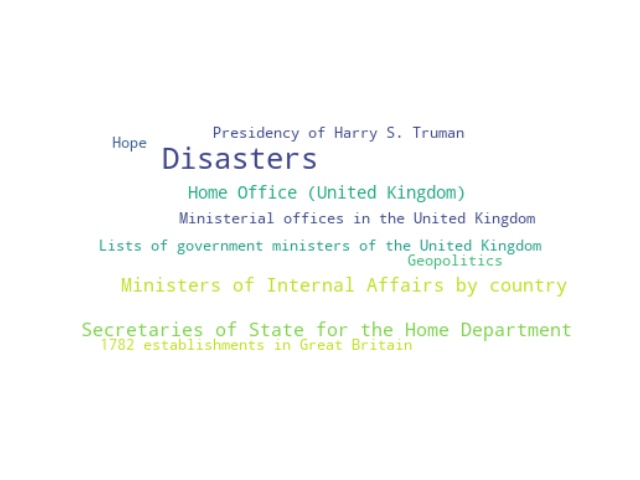 Presidency of Harry S. Truman
Hope
Disasters
Home Office (United Kingdom)
Ministerial offices in the United Kingdom
Lists of government ministers of the United Kingdom
Geopolitics
Ministers of Internal Affairs by country
Secretaries of State for the Home Department
1782 establishments in Great Britain